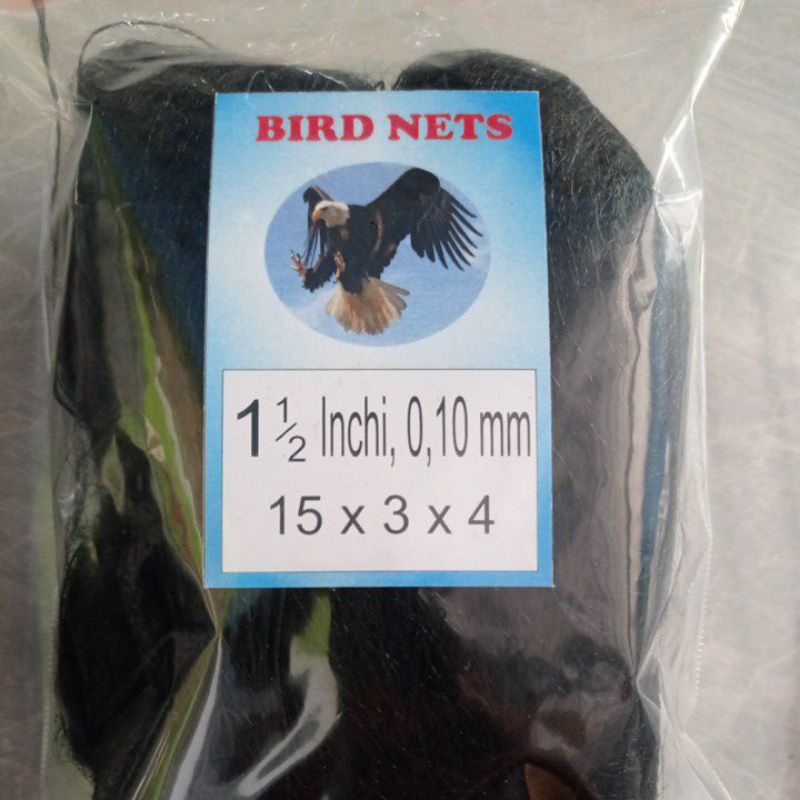 BIRD NETS
1 1/2 Inchi, 0,10 mm
15 x 3 x 4